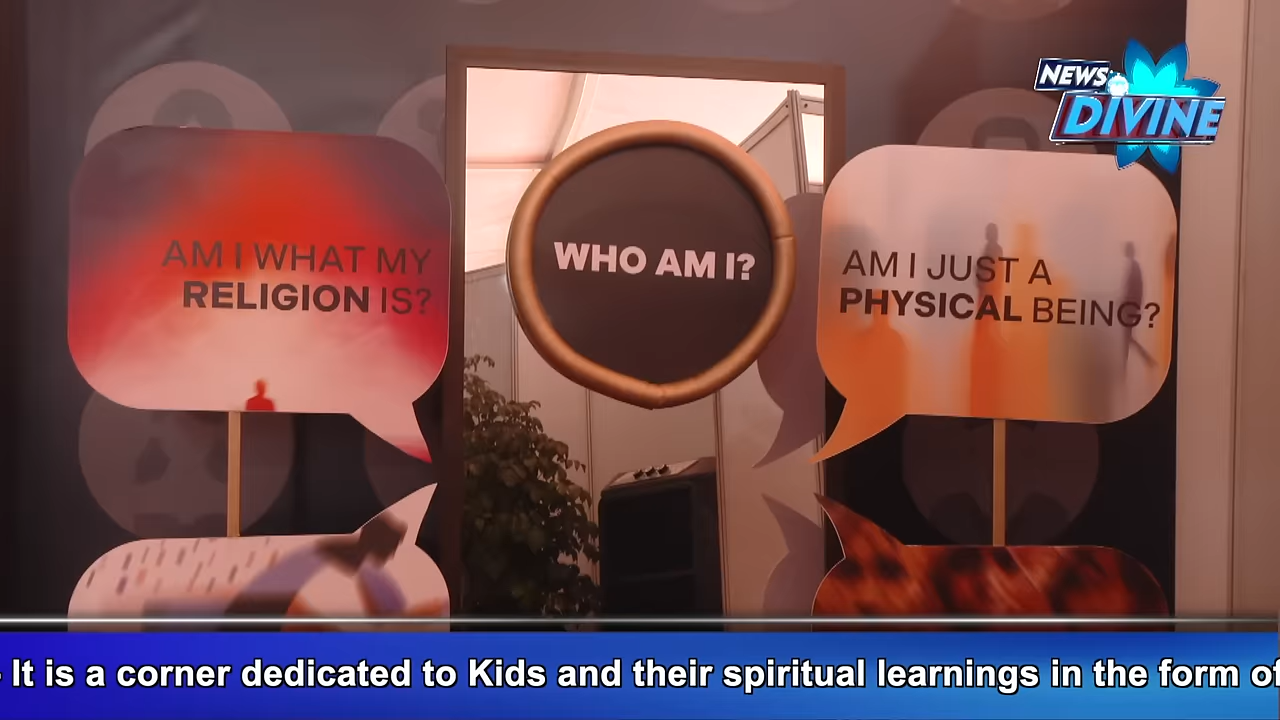 NEWS
DIVINE
AM I WHAT MY
RELIGION IS?
WHO AM I?
AM I JUST A
PHYSICAL BEING?
It is a corner dedicated to Kids and their spiritual learnings in the form of